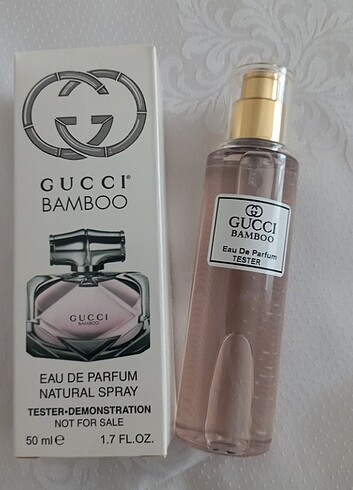 GUCCI®
BAMBOO
GUCCI
BAMBOO
EAU DE PARFUM
NATURAL SPRAY
TESTER•DEMONSTRATION
NOT FOR SALE
50 ml e 1.7 FL.OZ.
GUCCI
BAMBOO
Eau De Parfum
TESTER